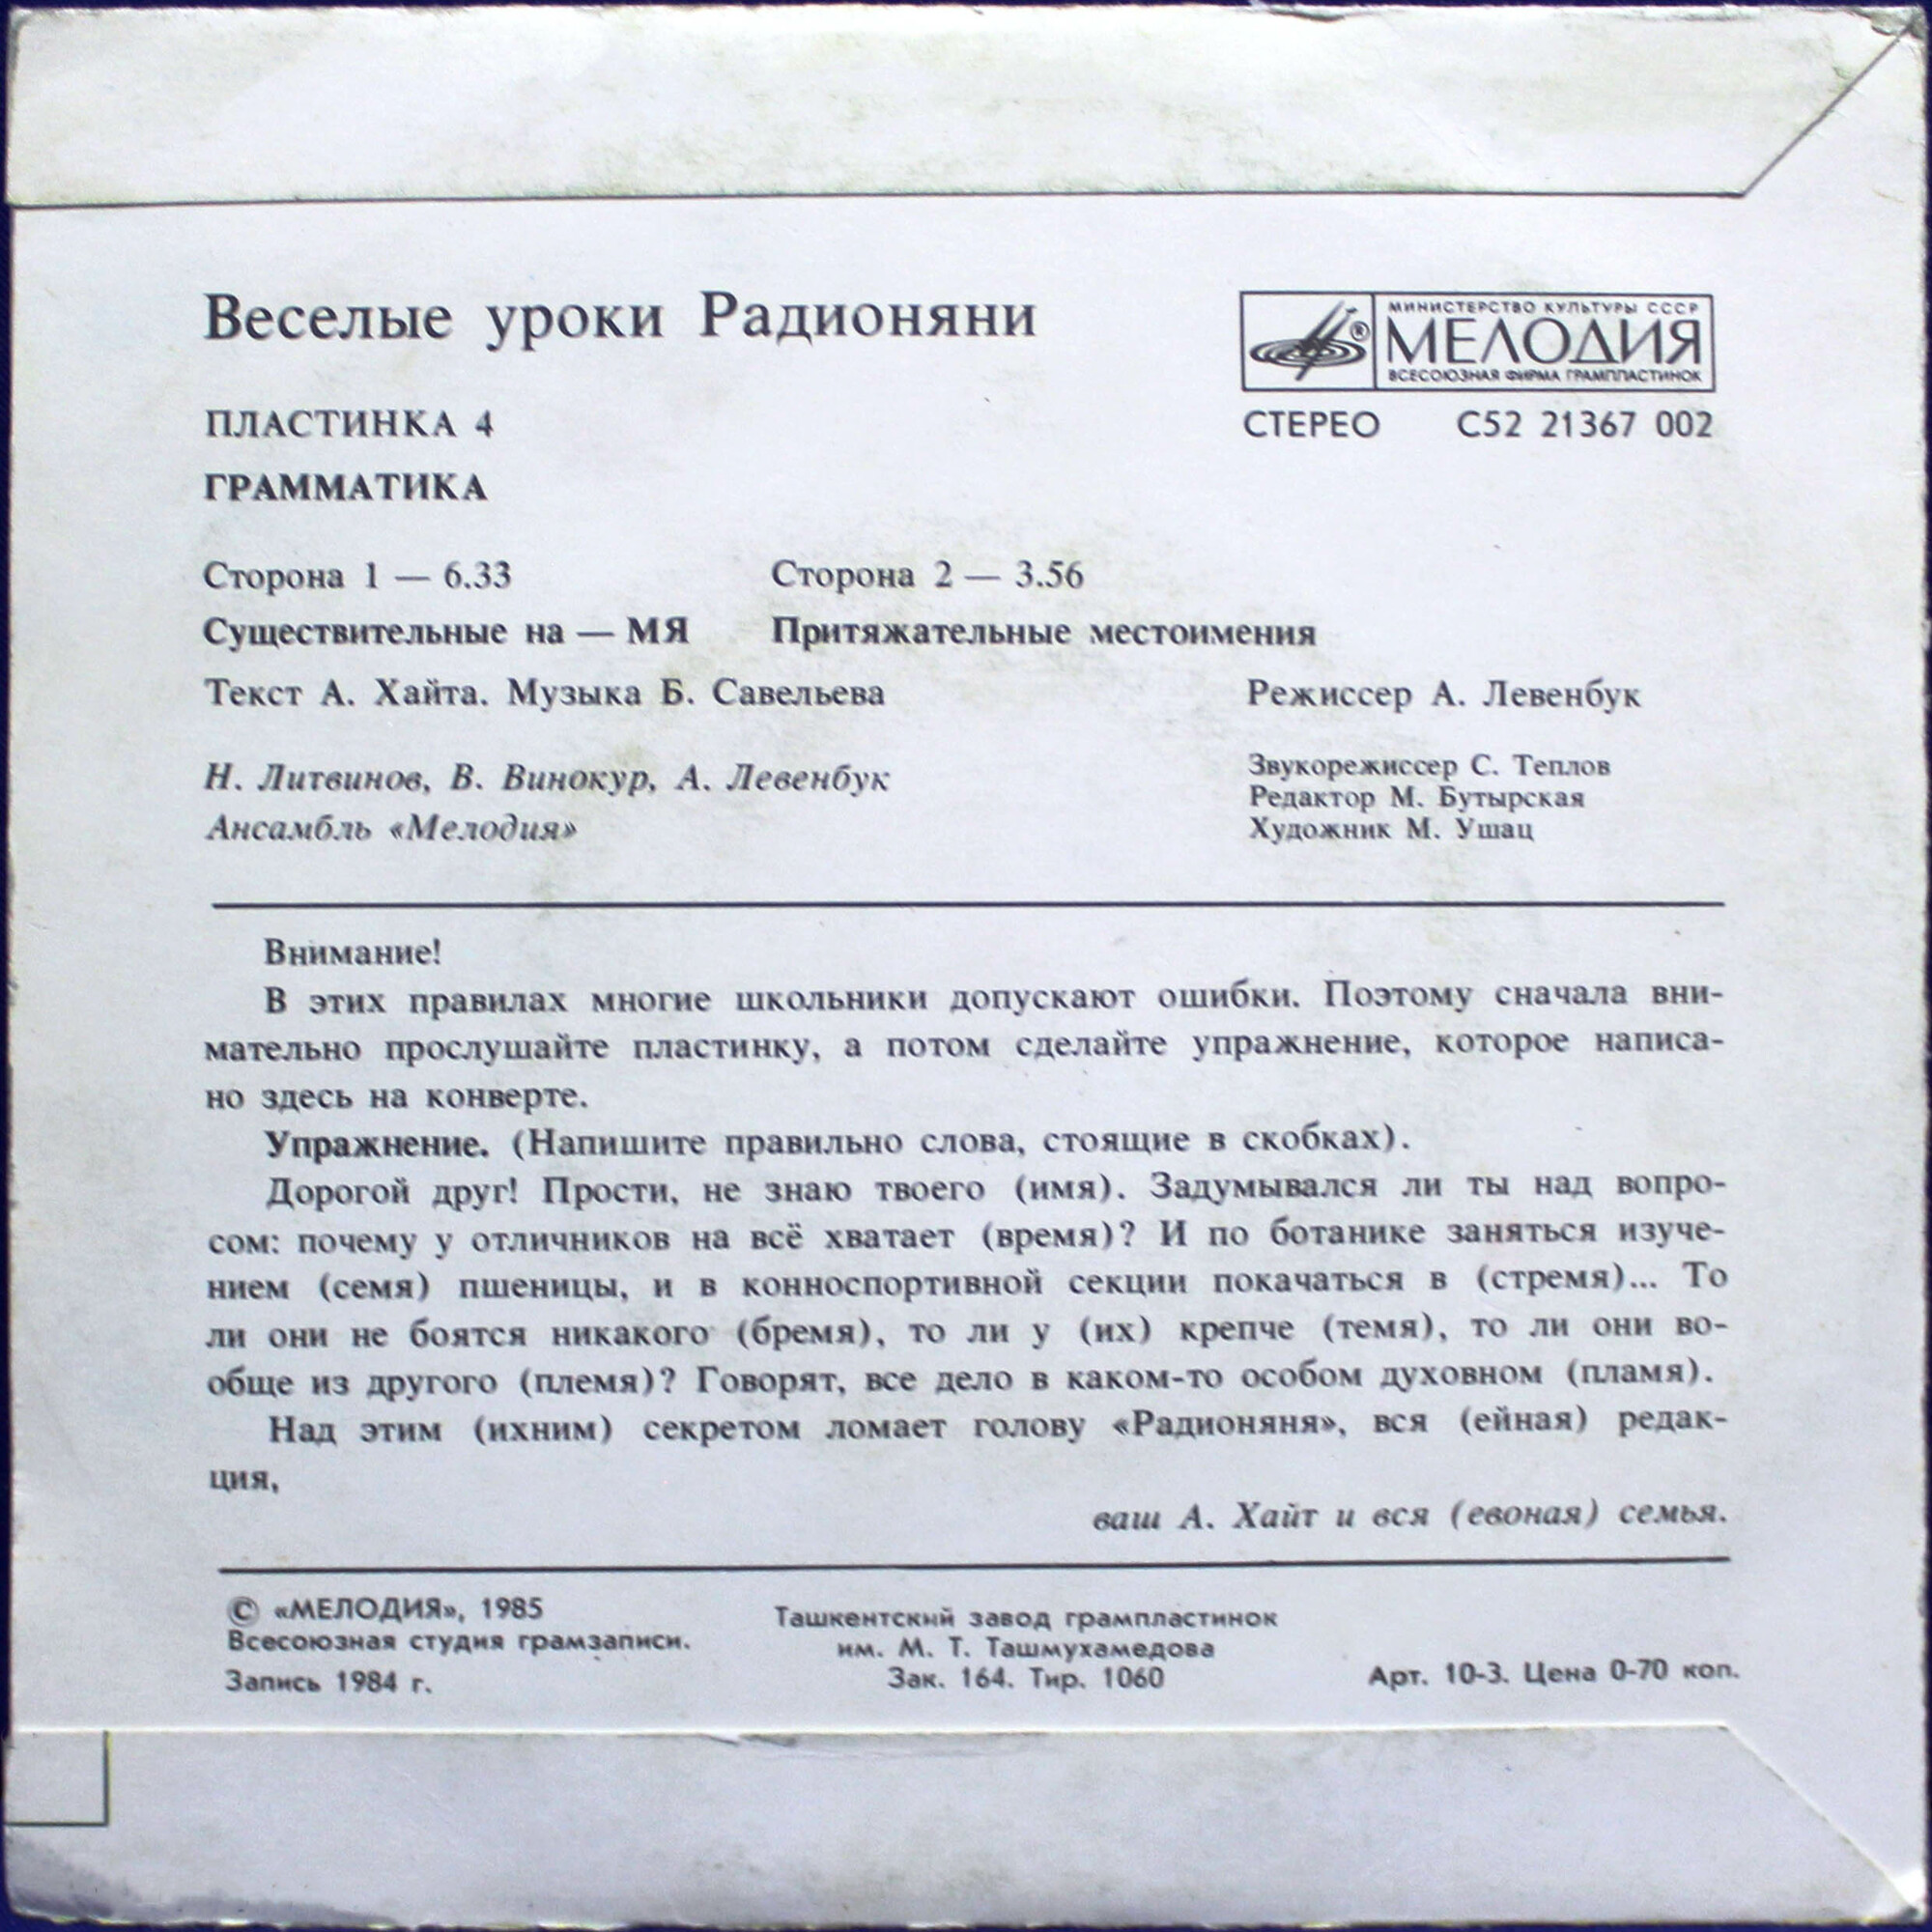 Веселые уроки Радионяни
МИНИСТЕРСТВО КУЛЬТУРЫ СССР
® МЕЛОДИЯ
ВСЕСОЮЗНАЯ ФИРМА ГРАМПЛАСТИНОК
ПЛАСТИНКА 4
СТЕРЕО С52 21367 002
ГРАММАТИКА
Сторона 1 — 6.33 Сторона 2 — 3.56
Существительные на — МЯ Притяжательные местоимения
Текст А. Хайта. Музыка Б. Савельева Режиссер А. Левенбук
Н. Литвинов, В. Винокур, А. Левенбук
Ансамбль «Мелодия»
Звукорежиссер С. Теплов
Редактор М. Бутырская
Художник М. Ушац
Внимание!
В этих правилах многие школьники допускают ошибки. Поэтому сначала вни-
мательно прослушайте пластинку, а потом сделайте упражнение, которое написа-
но здесь на конверте.
Упражнение. (Напишите правильно слова, стоящие в скобках).
Дорогой друг! Прости, не знаю твоего (имя). Задумывался ли ты над вопро-
сом: почему у отличников на всё хватает (время)? И по ботанике заняться изуче-
нием (семя) пшеницы, и в конноспортивной секции покачаться в (стремя)... То
ли они не боятся никакого (бремя), то ли у (их) крепче (темя), то ли они во-
обще из другого (племя)? Говорят, все дело в каком-то особом духовном (пламя).
Над этим (ихним) секретом ломает голову «Радионяня», вся (ейная) редак-
ция,
ваш А. Хайт и вся (евоная) семья.
© «МЕЛОДИЯ», 1985
Всесоюзная студия грамзаписи.
Запись 1984 г.
Ташкентский завод грампластинок
им. М. Т. Ташмухамедова
Зак. 164. Тир. 1060
Арт. 10-3. Цена 0-70 коп.